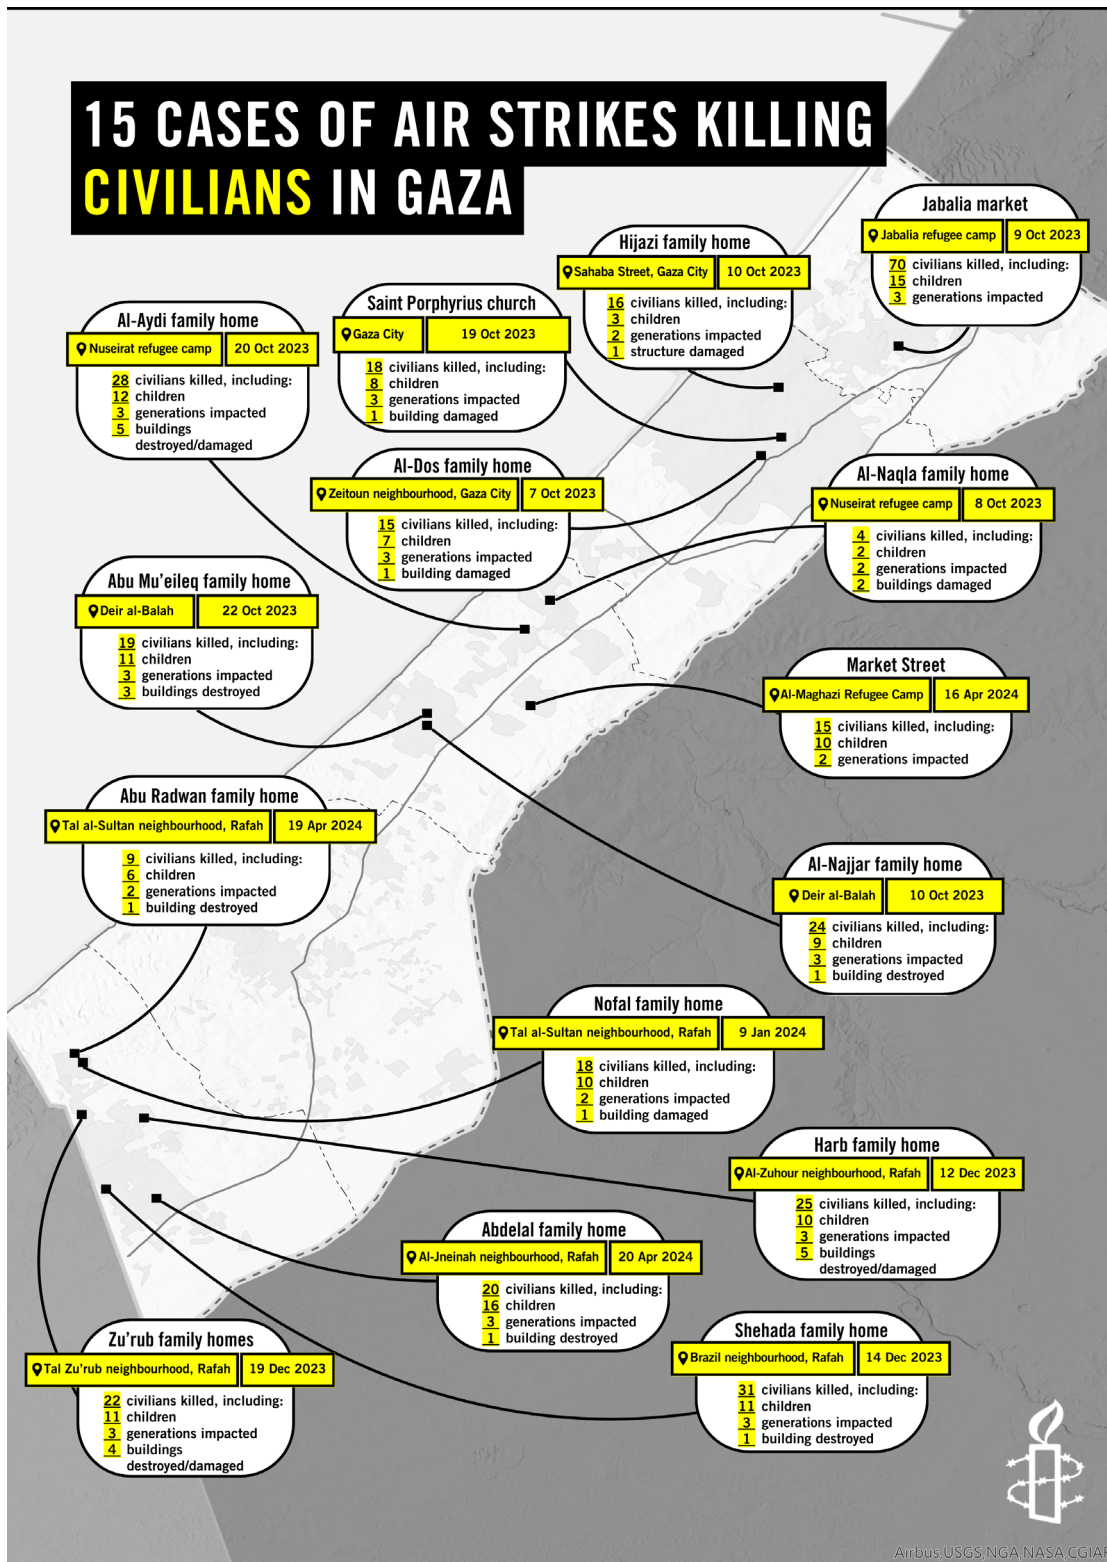 15 CASES OF AIR STRIKES KILLING
CIVILIANS IN GAZA
Jabalia market
Jabalia refugee camp 9 Oct 2023
70 civilians killed, including:
15 children
3 generations impacted
Hijazi family home
Sahaba Street, Gaza City 10 Oct 2023
16 civilians killed, including:
3 children
2 generations impacted
1 structure damaged
Saint Porphyrius church
Gaza City 19 Oct 2023
18 civilians killed, including:
8 children
3 generations impacted
1 building damaged
Al-Aydi family home
Nuseirat refugee camp 20 Oct 2023
28 civilians killed, including:
12 children
3 generations impacted
5 buildings
destroyed/damaged
Al-Dos family home
Zeitoun neighbourhood, Gaza City 7 Oct 2023
15 civilians killed, including:
7 children
3 generations impacted
1 building damaged
Al-Naqla family home
Nuseirat refugee camp 8 Oct 2023
4 civilians killed, including:
2 children
2 generations impacted
2 buildings damaged
Abu Mu'eileq family home
Deir al-Balah 22 Oct 2023
19 civilians killed, including:
11 children
3 generations impacted
3 buildings destroyed
Market Street
Al-Maghazi Refugee Camp 16 Apr 2024
15 civilians killed, including:
10 children
2 generations impacted
Abu Radwan family home
Tal al-Sultan neighbourhood, Rafah 19 Apr 2024
9 civilians killed, including:
6 children
2 generations impacted
1 building destroyed
Al-Najjar family home
Deir al-Balah 10 Oct 2023
24 civilians killed, including:
9 children
3 generations impacted
1 building destroyed
Nofal family home
Tal al-Sultan neighbourhood, Rafah 9 Jan 2024
18 civilians killed, including:
10 children
2 generations impacted
1 building damaged
Harb family home
Al-Zuhour neighbourhood, Rafah 12 Dec 2023
25 civilians killed, including:
10 children
3 generations impacted
5 buildings
destroyed/damaged
Abdelal family home
Al-Jneinah neighbourhood, Rafah 20 Apr 2024
20 civilians killed, including:
16 children
3 generations impacted
1 building destroyed
Zu'rub family homes
Tal Zu'rub neighbourhood, Rafah 19 Dec 2023
22 civilians killed, including:
11 children
3 generations impacted
4 buildings
destroyed/damaged
Shehada family home
Brazil neighbourhood, Rafah 14 Dec 2023
31 civilians killed, including:
11 children
3 generations impacted
1 building destroyed
Airbus,USGS,NGA,NASA,CGIAR